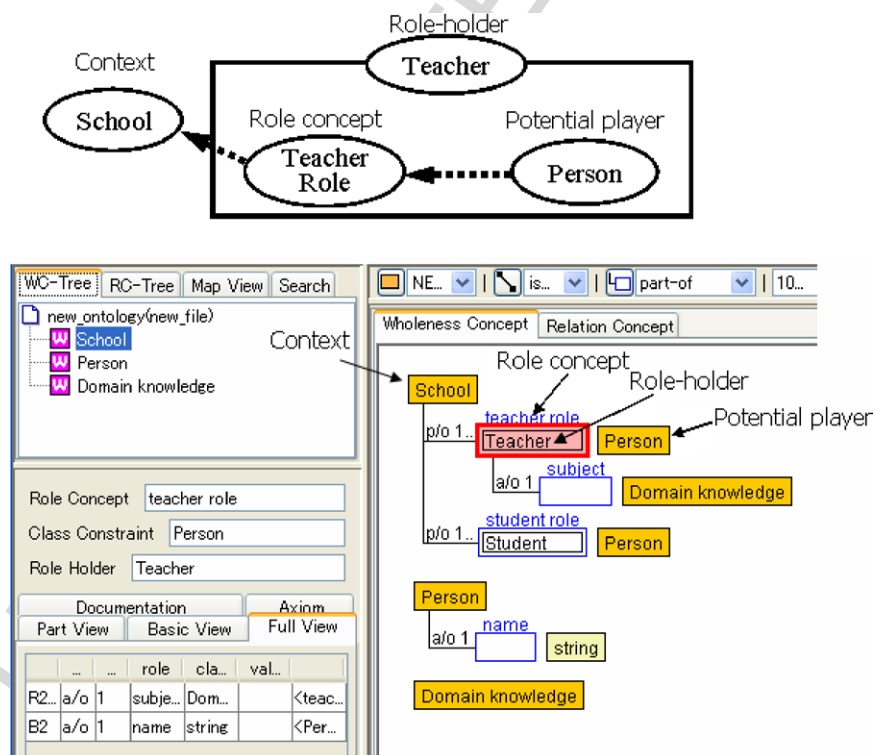 Role-holder
Teacher
Context
School
Role concept
Teacher
Role
Potential player
Person
WC-Tree RC-Tree Map View Search
new_ontology(new_file)
School
Person
Domain knowledge
Role Concept teacher role
Class Constraint Person
Role Holder Teacher
Documentation Axiom
Part View Basic View Full View
... ... role cla... val...
R2... a/o 1 subje... Dom... <teac...
B2 a/o 1 name string <Per...
NE... is... part-of 10...
Wholeness Concept Relation Concept
Context
Role concept
Role-holder
Potential player
School
teacher role
p/o 1.. Teacher Person
subject
a/o 1 Domain knowledge
student role
p/o 1.. Student Person
Person
name
a/o 1 string
Domain knowledge